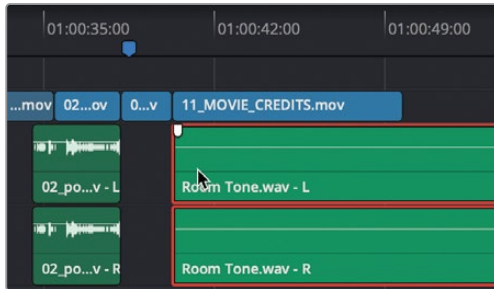 01:00:35:00 01:00:42:00 01:00:49:00
...mov 02...ov 0...v 11_MOVIE_CREDITS.mov
02_po...v - L Room Tone.wav - L
02_po...v - R Room Tone.wav - R